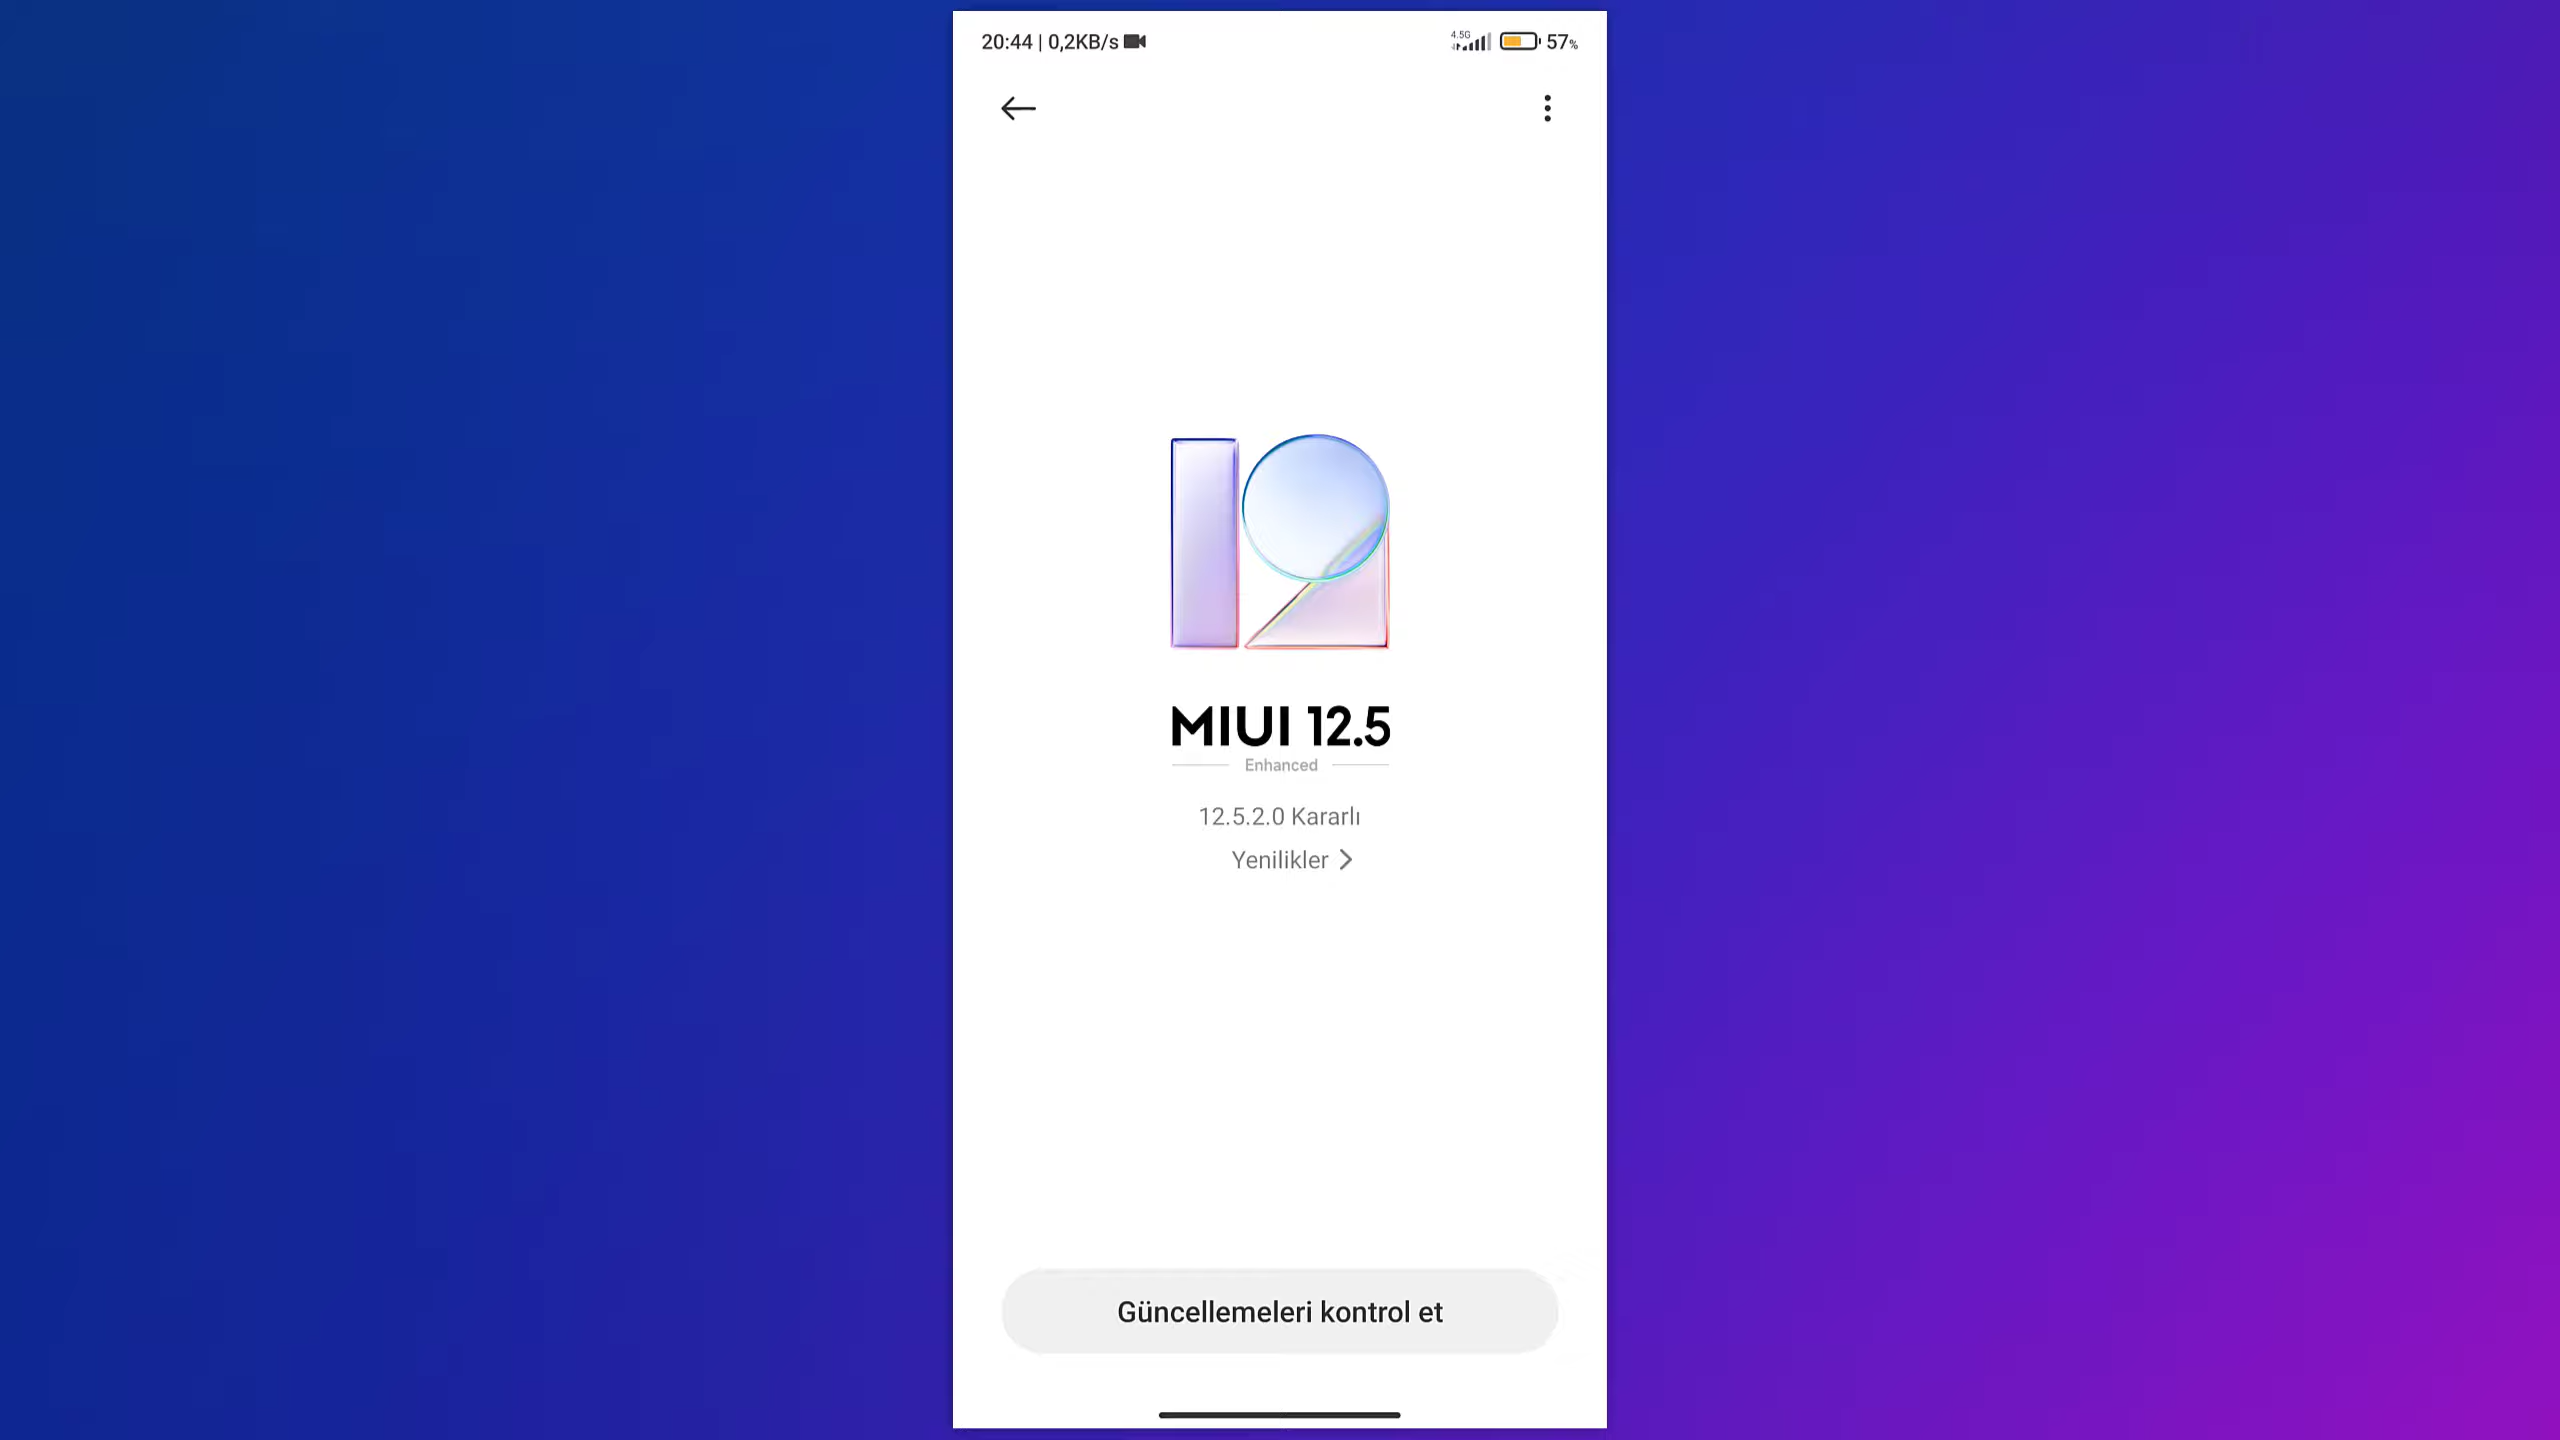 20:44 | 0,2KB/s
4.5G
57%
MIUI 12.5
Enhanced
12.5.2.0 Kararlı
Yenilikler
Güncellemeleri kontrol et